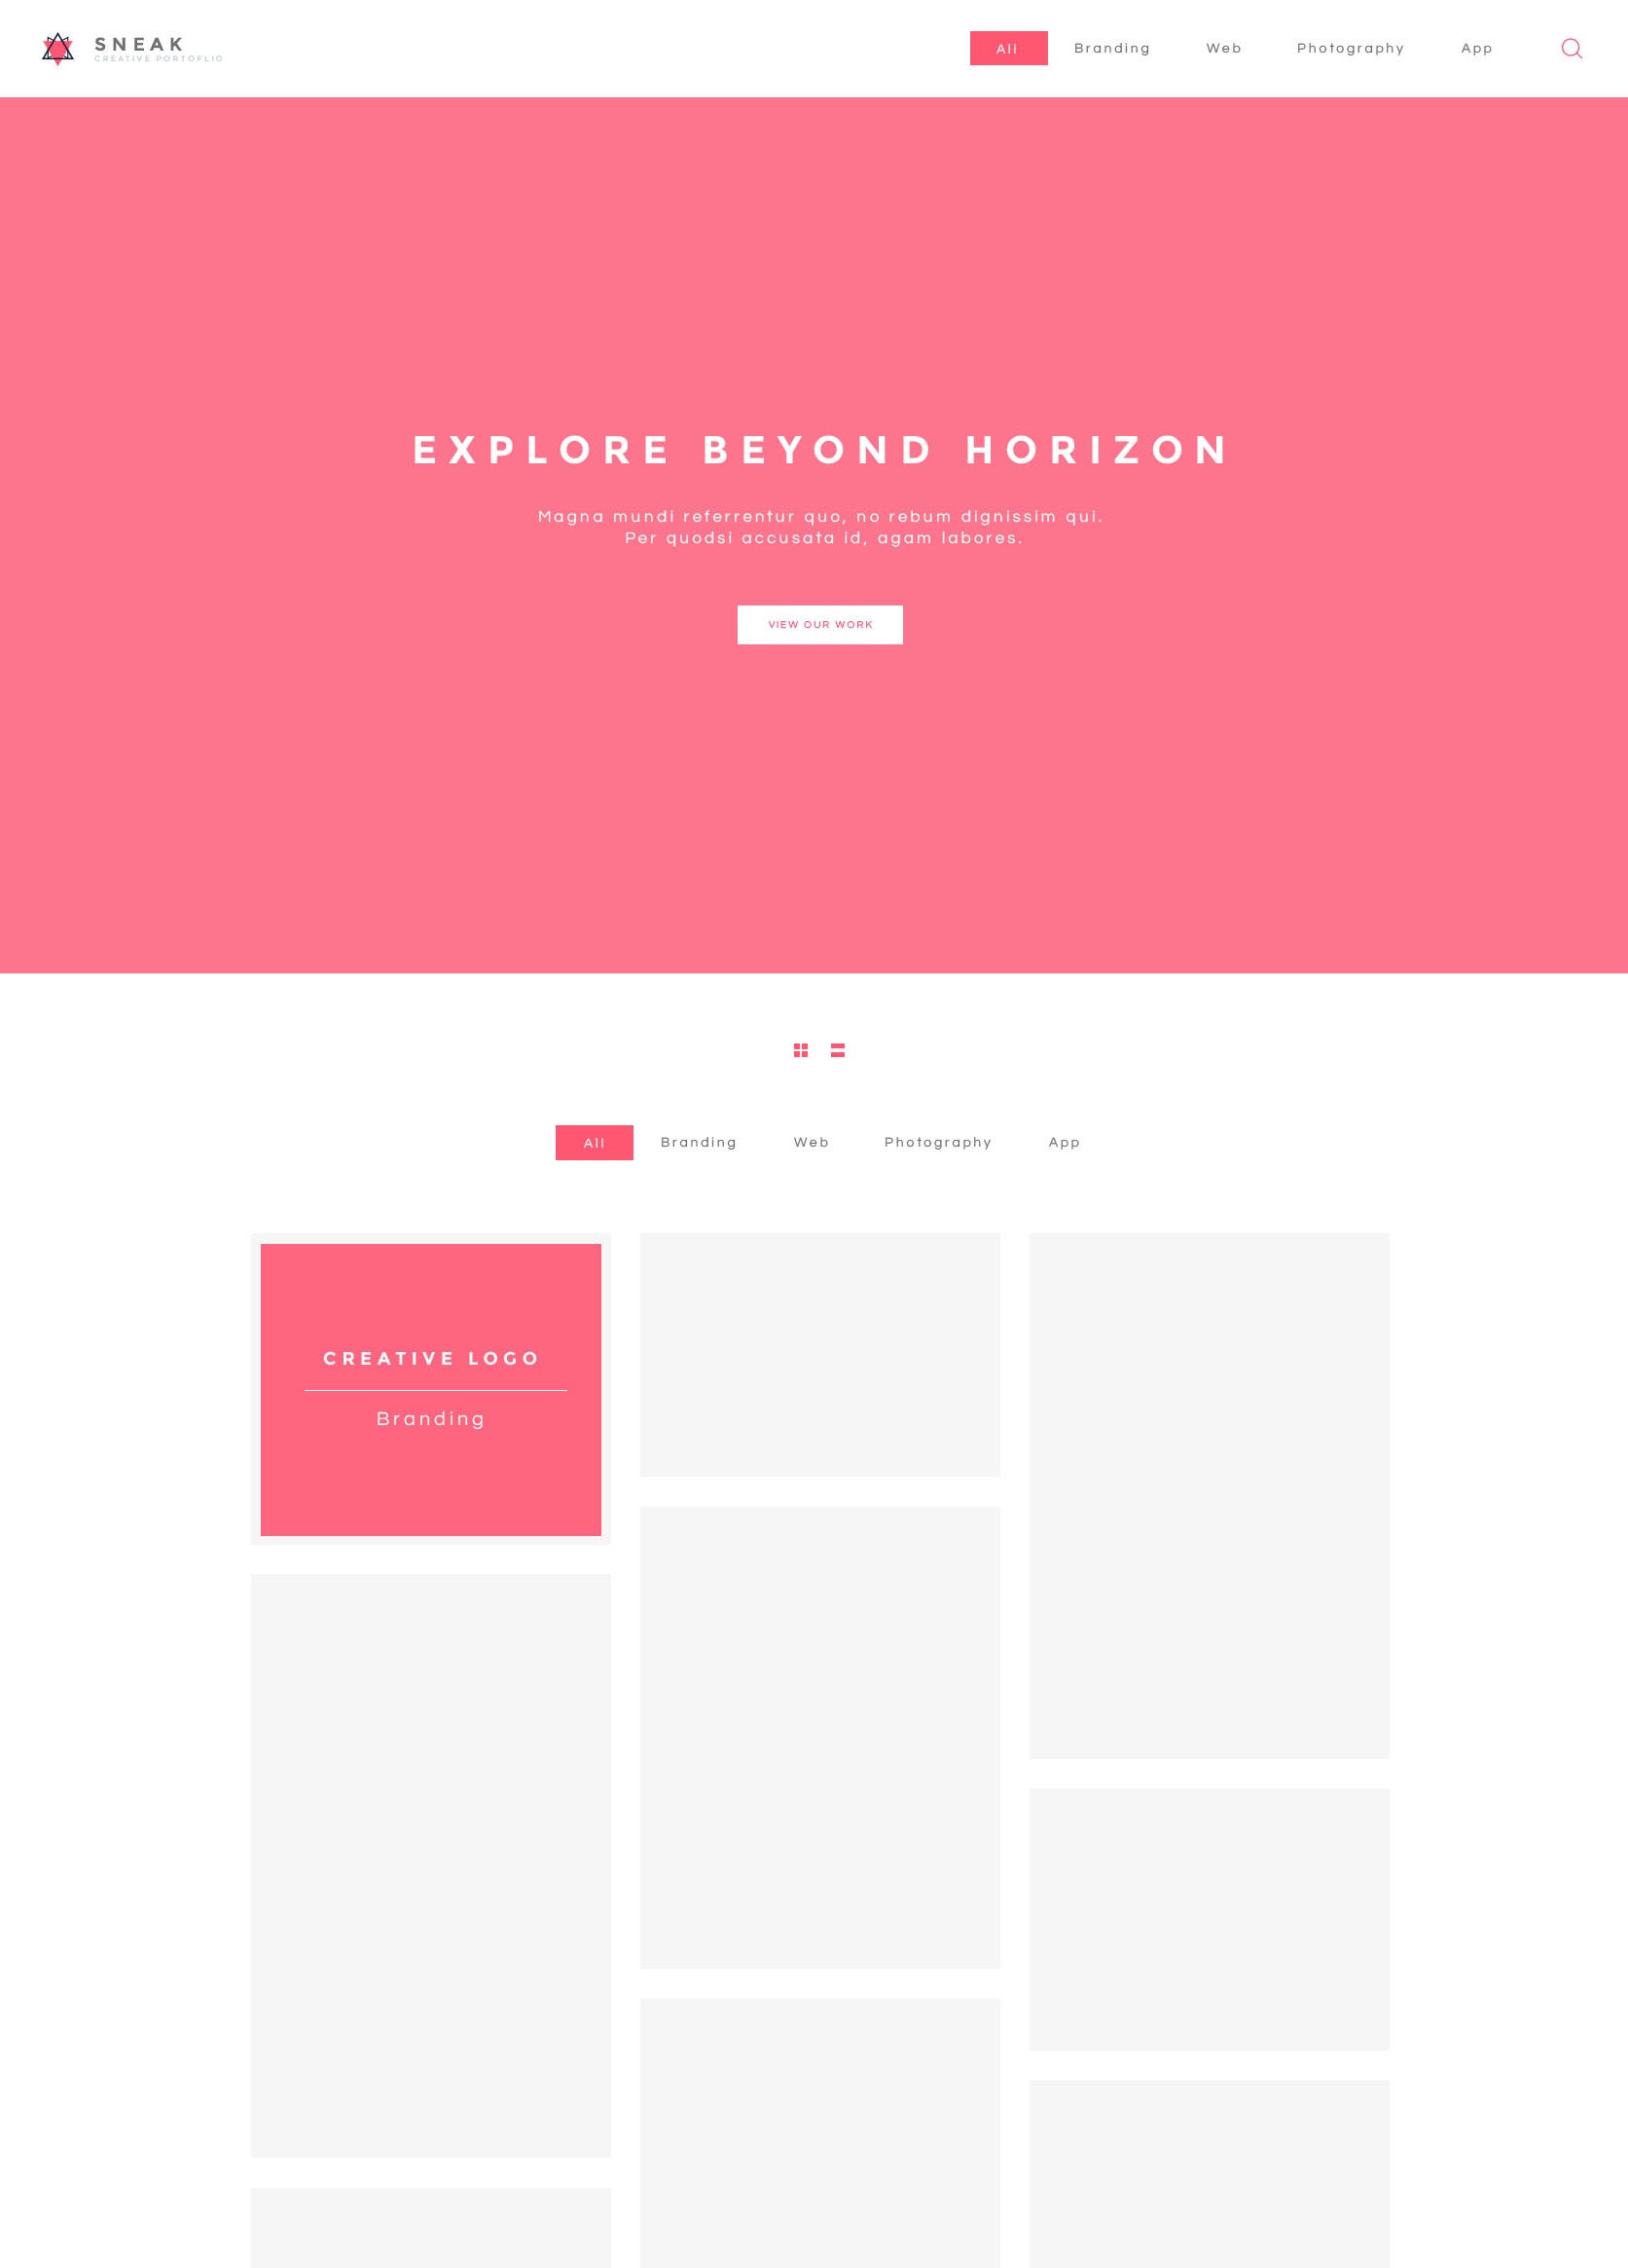 SNEAK
CREATIVE PORTOFLIO
All Branding Web Photography App
EXPLORE BEYOND HORIZON
Magna mundi referrentur quo, no rebum dignissim qui.
Per quodsi accusata id, agam labores.
VIEW OUR WORK
All Branding Web Photography App
CREATIVE LOGO
Branding